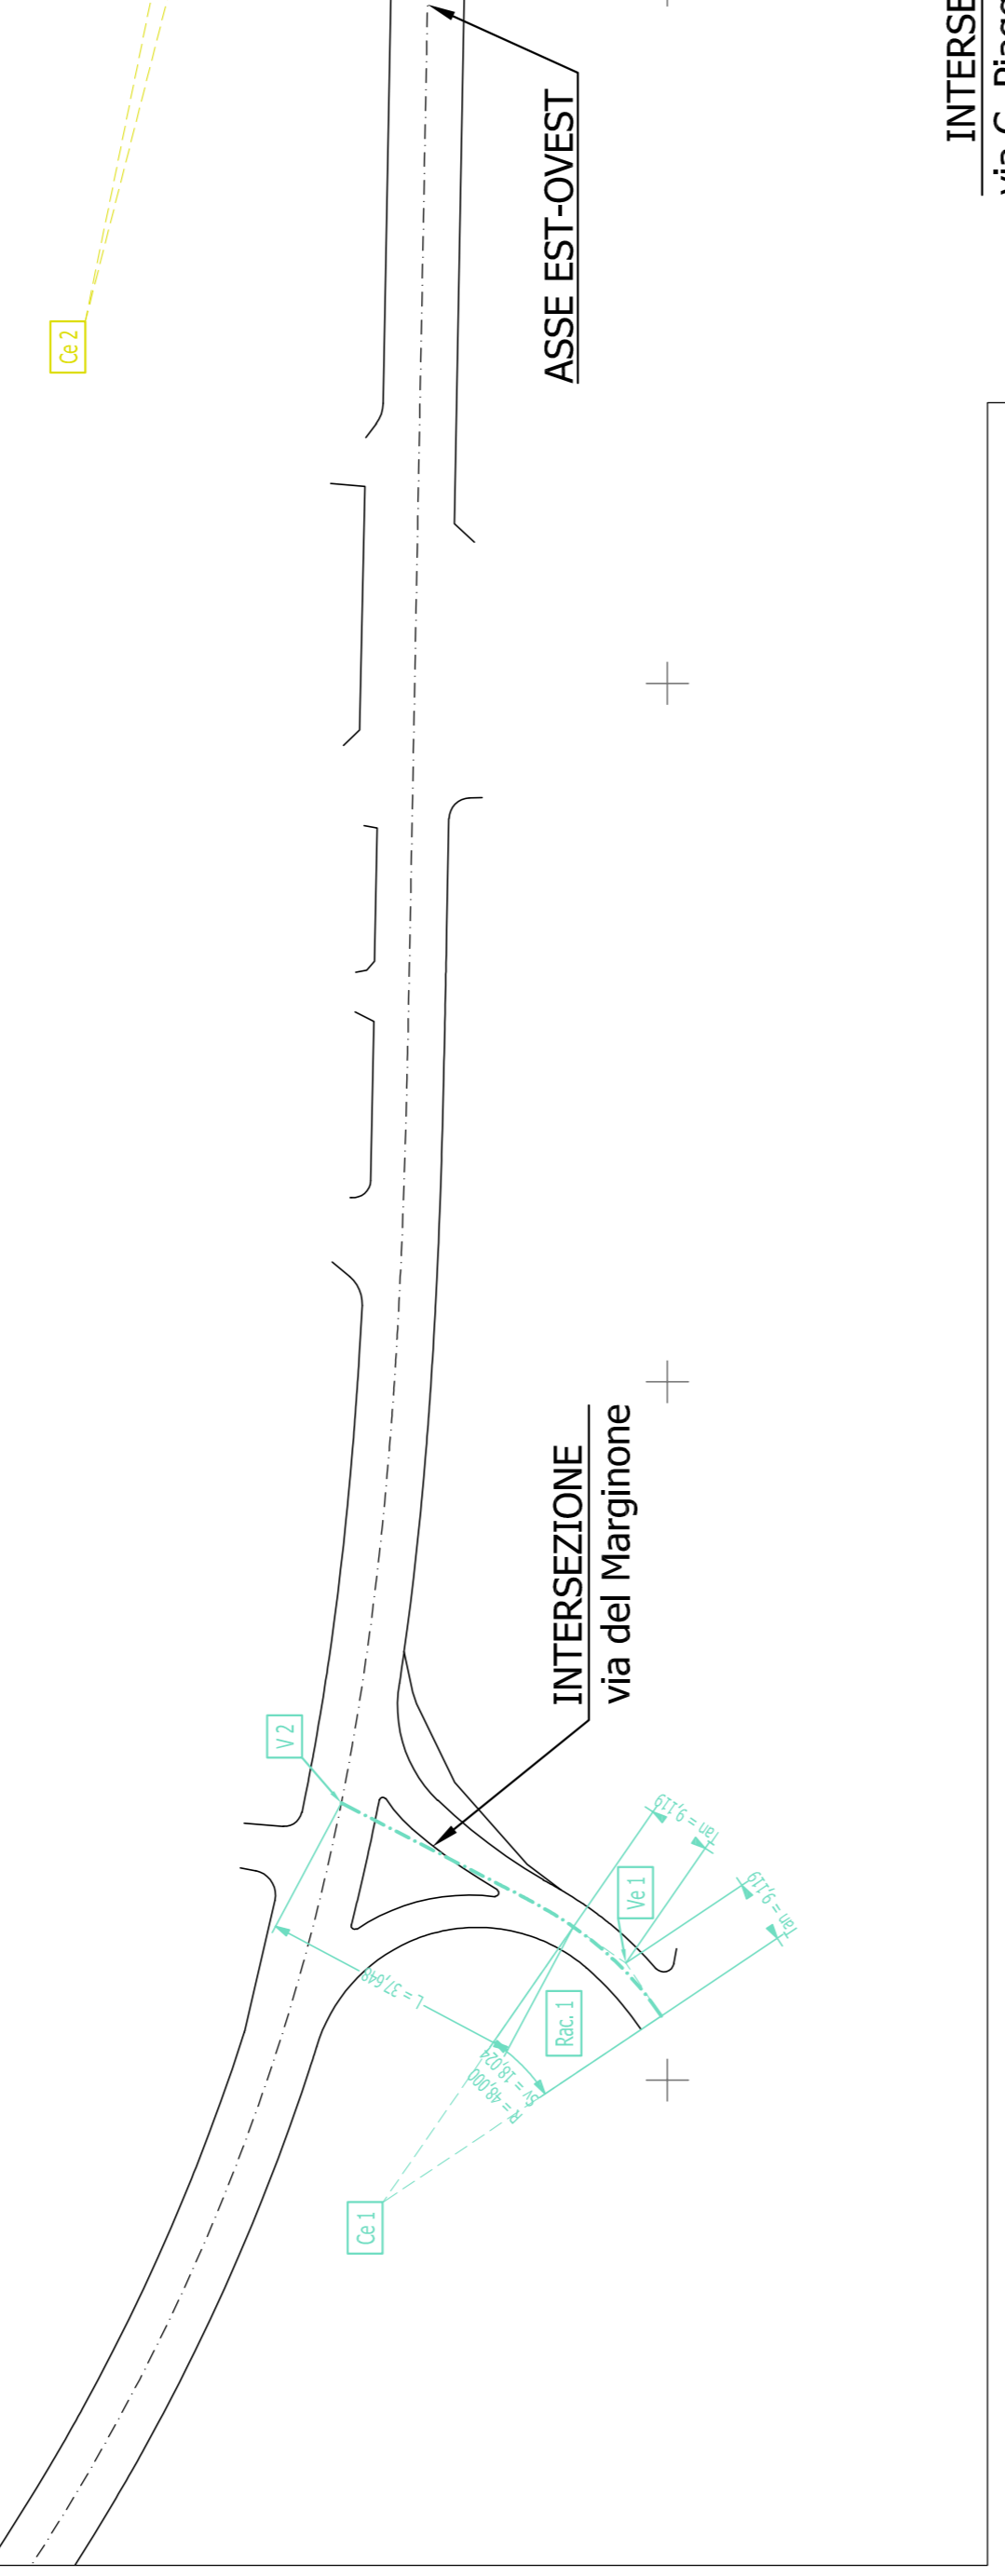 Ce 2
ASSE EST-OVEST
INTERSE
INTERSEZIONE
via del Marginone
V 2
L = 37,648
Sv = 18,024
R = 48,000
Rac. 1
Ve 1
Tan = 9,119
Tan = 9,119
Ce 1